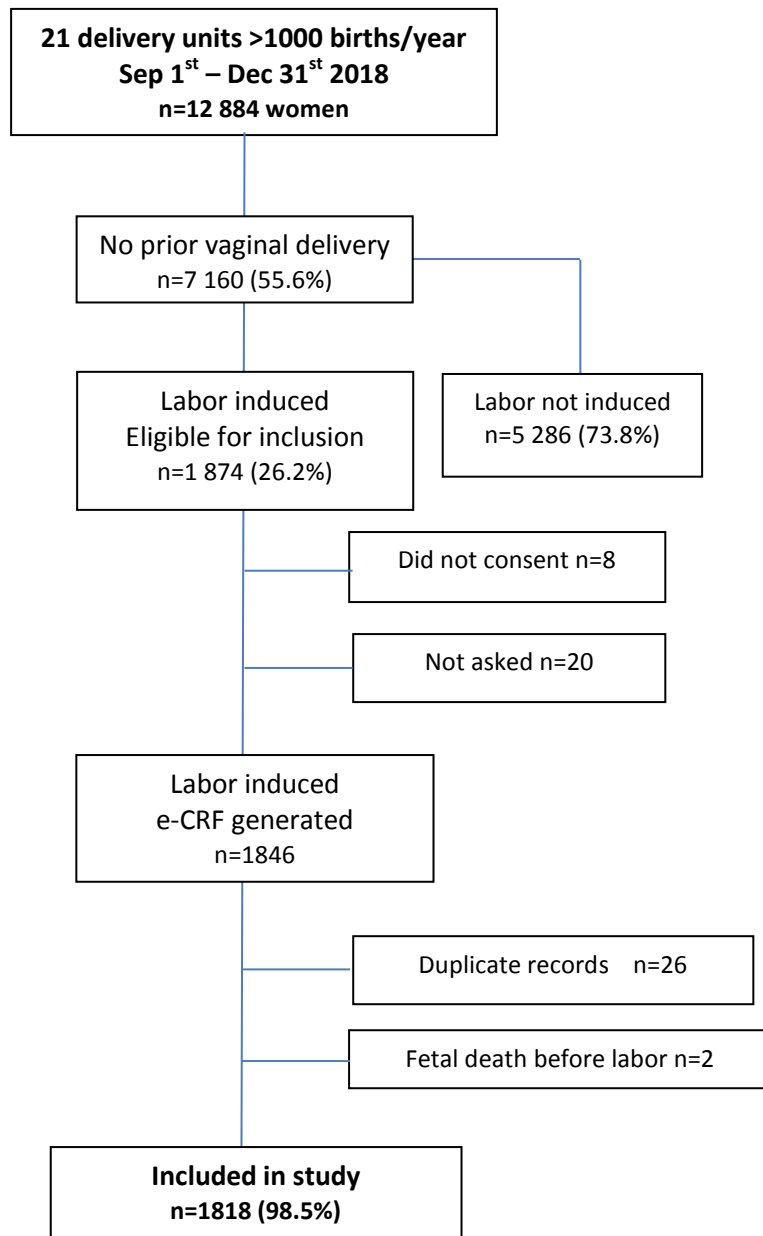 21 delivery units >1000 births/year
Sep 1st – Dec 31st 2018
n=12 884 women
No prior vaginal delivery
n=7 160 (55.6%)
Labor induced
Eligible for inclusion
n=1 874 (26.2%)
Labor not induced
n=5 286 (73.8%)
Did not consent n=8
Not asked n=20
Labor induced
e-CRF generated
n=1846
Duplicate records n=26
Fetal death before labor n=2
Included in study
n=1818 (98.5%)